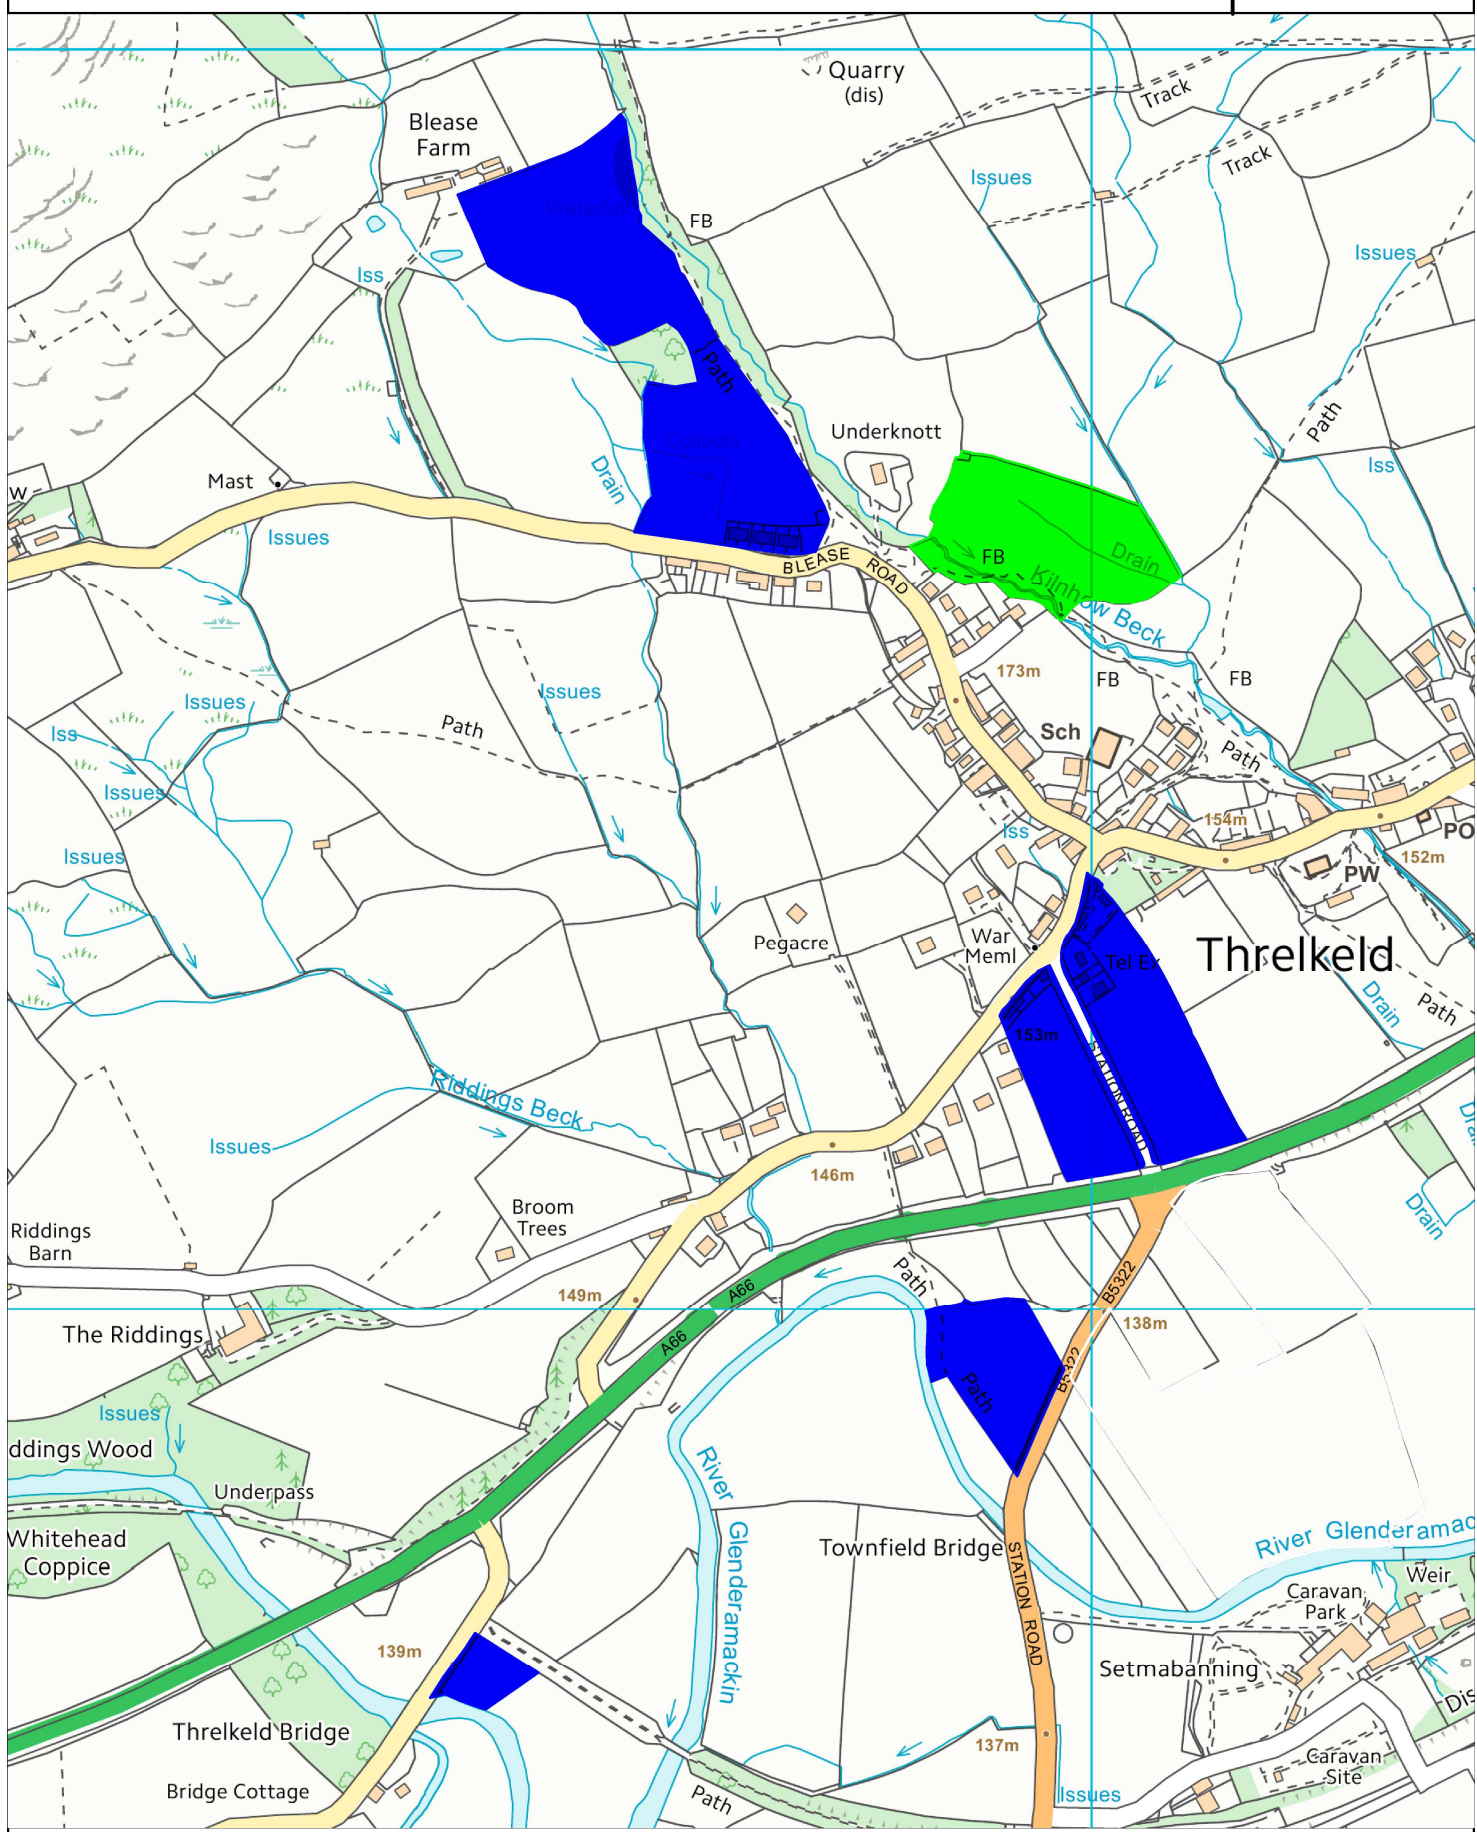 Quarry
(dis)
Track
Blease
Farm
Track
Issues
Waterfall
FB
Issues
Iss
Path
Path
Underknott
Collects
Iss
Mast
Drain
W
Issues
BLEASE ROAD
FB
Drain
Kilnhow Beck
173m
FB
FB
Issues
Issues
Path
Iss
Sch
Path
Issues
Iss
154m
PO
Issues
152m
PW
War
Meml
Pegacre
Tel Ex
Threlkeld
Drain
Path
153m
STATION ROAD
Riddings Beck
Issues
146m
Drain
Broom
Trees
Riddings
Barn
Path
B5322
149m
A66
138m
The Riddings
A66
B5322
Path
Issues
ddings Wood
River Glenderamackin
Underpass
Whitehead
Coppice
Townfield Bridge
River Glenderamac
Weir
Caravan
Park
STATION ROAD
139m
Setmabanning
Dis
Threlkeld Bridge
137m
Caravan
Site
Bridge Cottage
Path
Issues